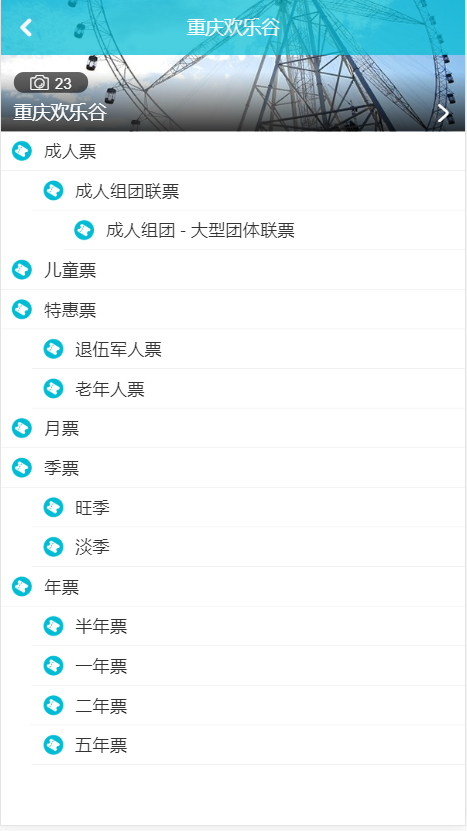 重庆欢乐谷
23
重庆欢乐谷
成人票
成人组团联票
成人组团 - 大型团体联票
儿童票
特惠票
退伍军人票
老年人票
月票
季票
旺季
淡季
年票
半年票
一年票
二年票
五年票